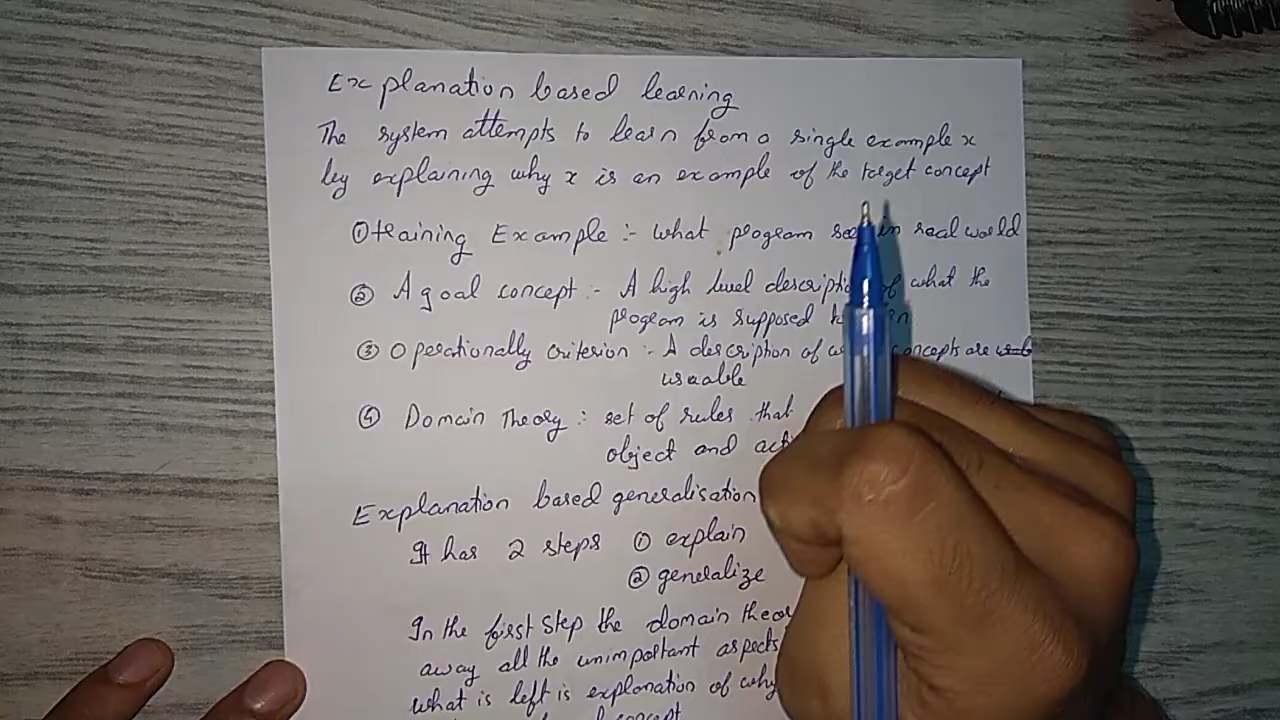 Explanation based learning
The system attempts to learn from a single example x
by explaining why x is an example of the target concept
① training Example :- what program in real world
② A goal concept :- A high level of what the
program is supposed
③ Operationally criterion :- A description of concepts are
usable
④ Domain Theory :- set of rules that
object and
Explanation based generalisation
It has 2 steps ① explain
② generalize
In the first step the domain
away all the unimportant aspects
what is left is explanation of why
concept